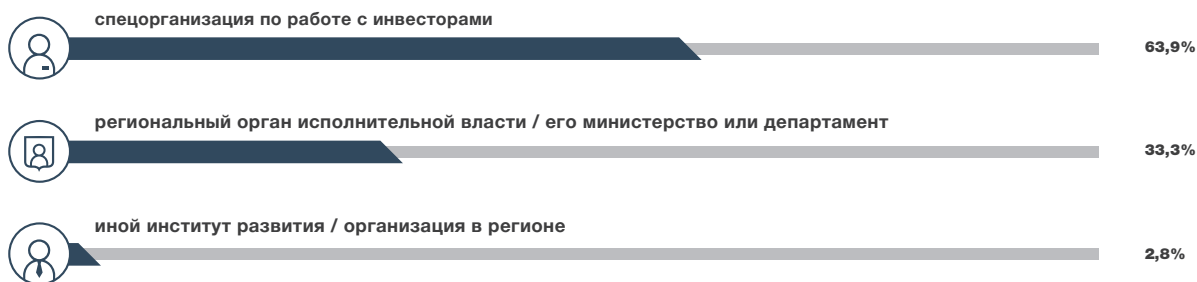 спецорганизация по работе с инвесторами
63,9%
региональный орган исполнительной власти / его министерство или департамент
33,3%
иной институт развития / организация в регионе
2,8%